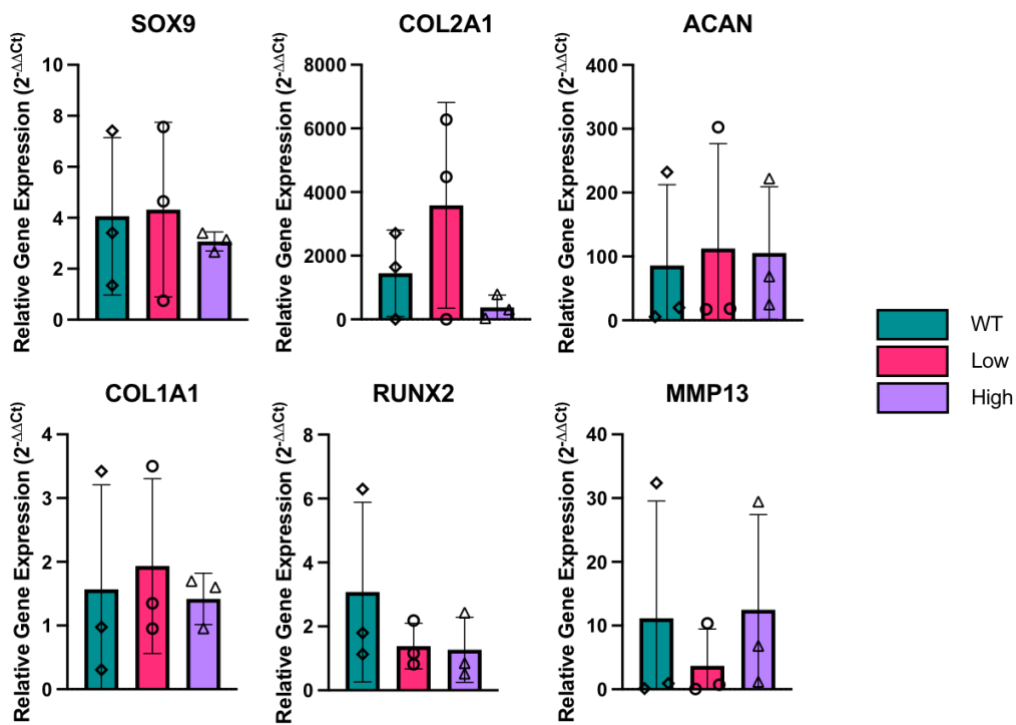 SOX9
Relative Gene Expression (2-ΔΔCt)
10
8
6
4
2
0
COL2A1
Relative Gene Expression (2-ΔΔCt)
8000
6000
4000
2000
0
ACAN
Relative Gene Expression (2-ΔΔCt)
400
300
200
100
0
WT
Low
High
COL1A1
Relative Gene Expression (2-ΔΔCt)
4
3
2
1
0
RUNX2
Relative Gene Expression (2-ΔΔCt)
8
6
4
2
0
MMP13
Relative Gene Expression (2-ΔΔCt)
40
30
20
10
0